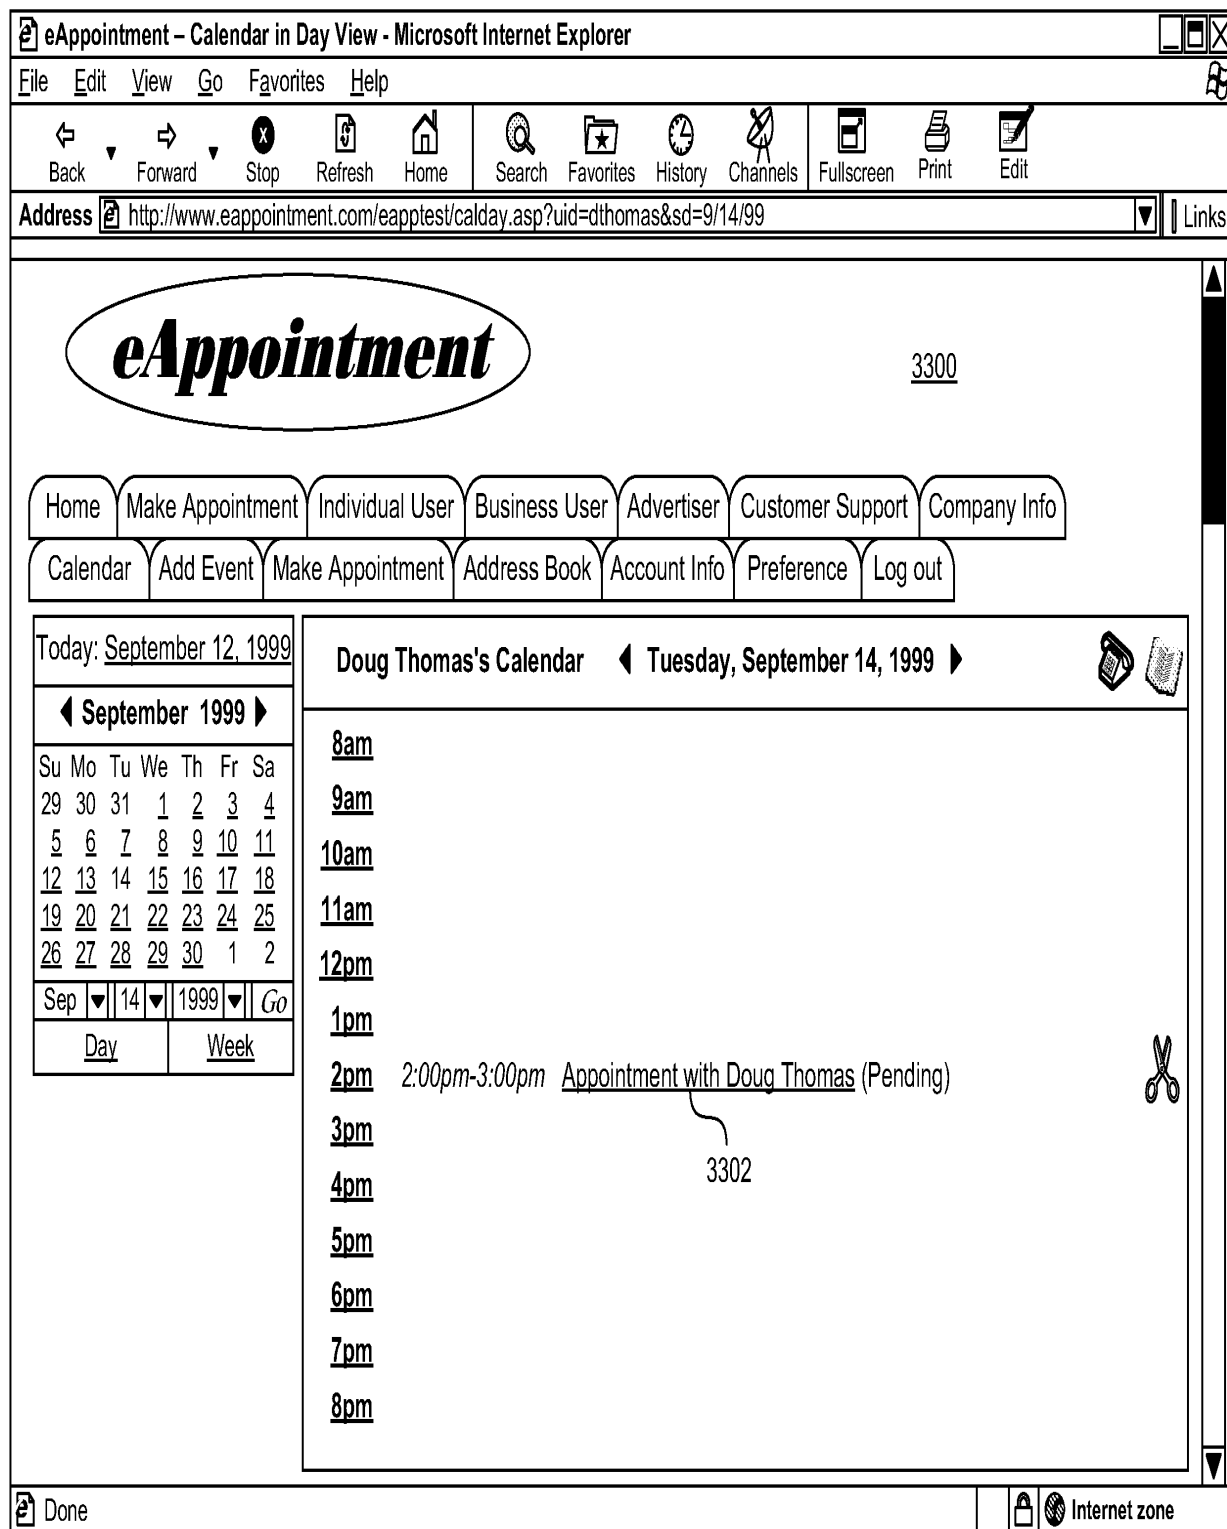 eAppointment – Calendar in Day View - Microsoft Internet Explorer
File Edit View Go Favorites Help
Back Forward Stop Refresh Home Search Favorites History Channels Fullscreen Print Edit
Address http://www.eappointment.com/eapptest/calday.asp?uid=dthomas&sd=9/14/99 Links
eAppointment
3300
Home Make Appointment Individual User Business User Advertiser Customer Support Company Info
Calendar Add Event Make Appointment Address Book Account Info Preference Log out
Today: September 12, 1999
September 1999
Su Mo Tu We Th Fr Sa
29 30 31 1 2 3 4
5 6 7 8 9 10 11
12 13 14 15 16 17 18
19 20 21 22 23 24 25
26 27 28 29 30 1 2
Sep 14 1999 Go
Day Week
Doug Thomas's Calendar Tuesday, September 14, 1999
8am
9am
10am
11am
12pm
1pm
2pm 2:00pm-3:00pm Appointment with Doug Thomas (Pending)
3pm
3302
4pm
5pm
6pm
7pm
8pm
Done Internet zone